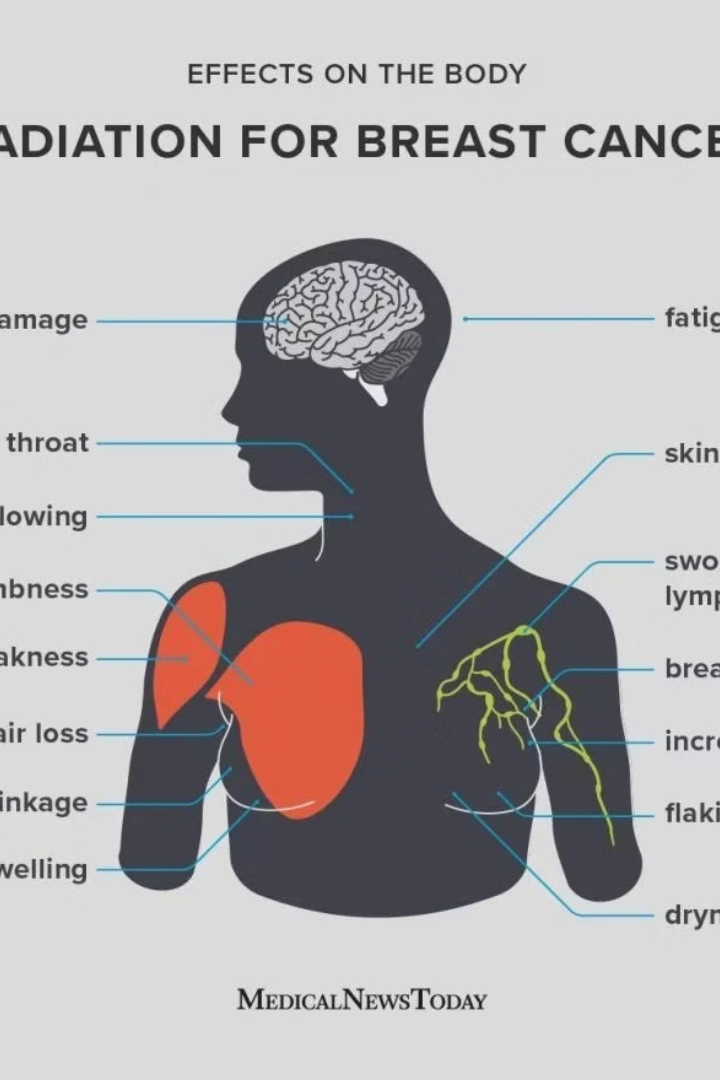 EFFECTS ON THE BODY
ADIATION FOR BREAST CANCE
amage
throat
lowing
mbness
akness
air loss
inkage
welling
fatig
skin
swo
lymp
brea
incre
flaki
dryn
MEDICALNEWSTODAY